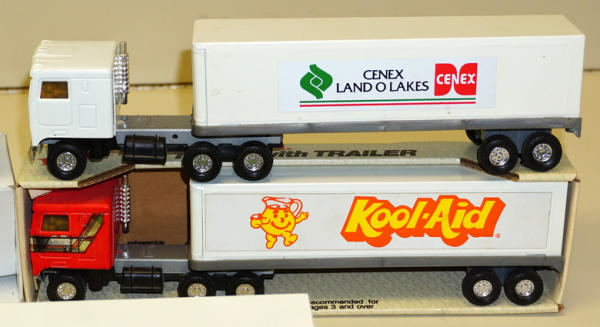 CENEX
LAND O LAKES
CENEX
with TRAILER
Kool-Aid
recommended for
ages 3 and over